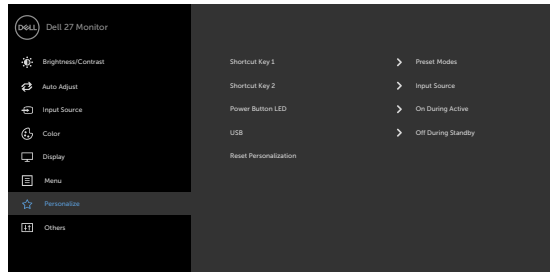 DELL Dell 27 Monitor
Brightness/Contrast
Auto Adjust
Input Source
Color
Display
Menu
Personalize
Others
Shortcut Key 1 Preset Modes
Shortcut Key 2 Input Source
Power Button LED On During Active
USB Off During Standby
Reset Personalization